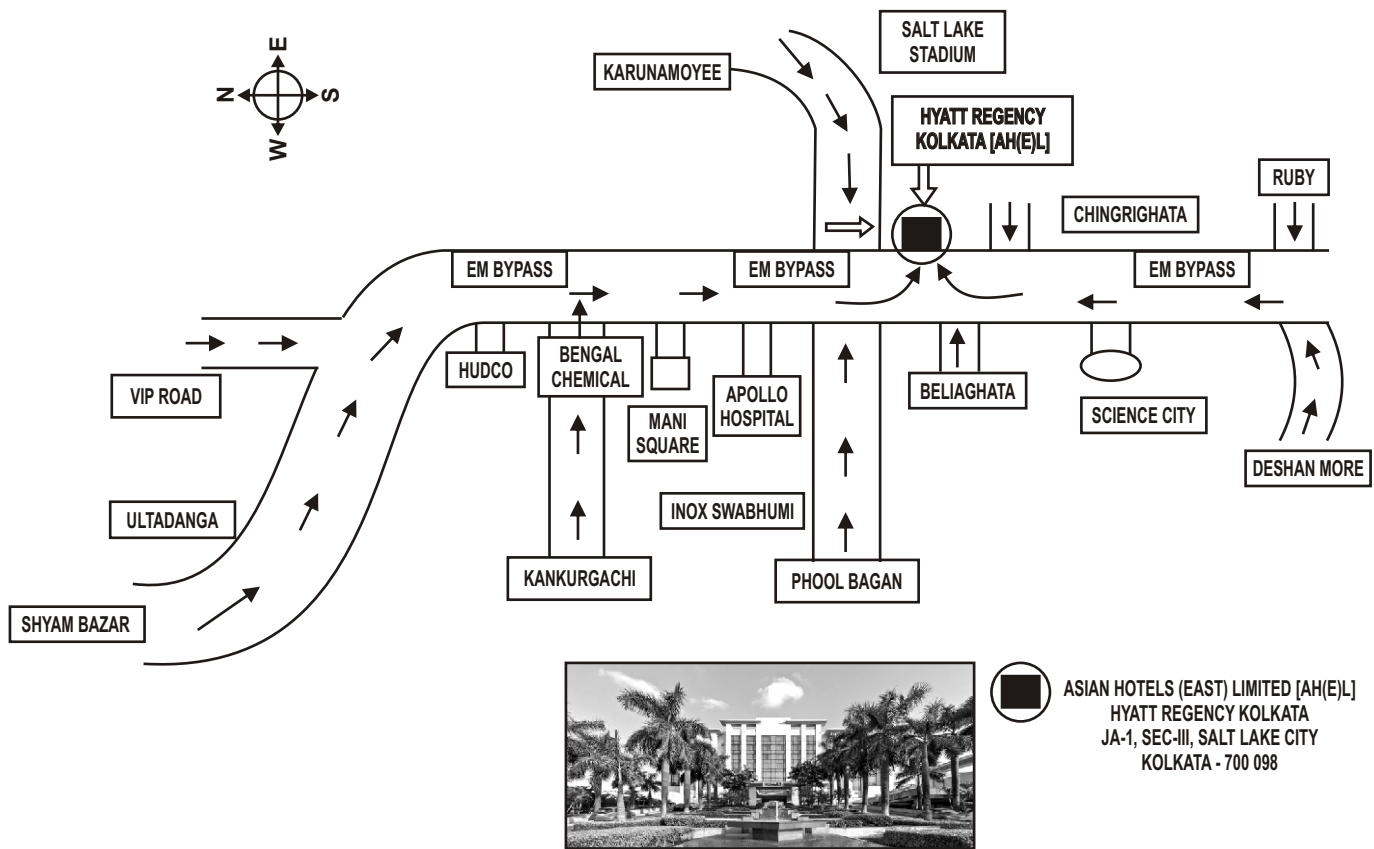 SALT LAKE
STADIUM
KARUNAMOYEE
E
N
S
W
HYATT REGENCY
KOLKATA [AH(E)L]
RUBY
CHINGRIGHATA
EM BYPASS
EM BYPASS
EM BYPASS
HUDCO
BENGAL
CHEMICAL
VIP ROAD
MANI
SQUARE
APOLLO
HOSPITAL
BELIAGHATA
SCIENCE CITY
DESHAN MORE
ULTADANGA
INOX SWABHUMI
KANKURGACHI
PHOOL BAGAN
SHYAM BAZAR
ASIAN HOTELS (EAST) LIMITED [AH(E)L]
HYATT REGENCY KOLKATA
JA-1, SEC-III, SALT LAKE CITY
KOLKATA - 700 098